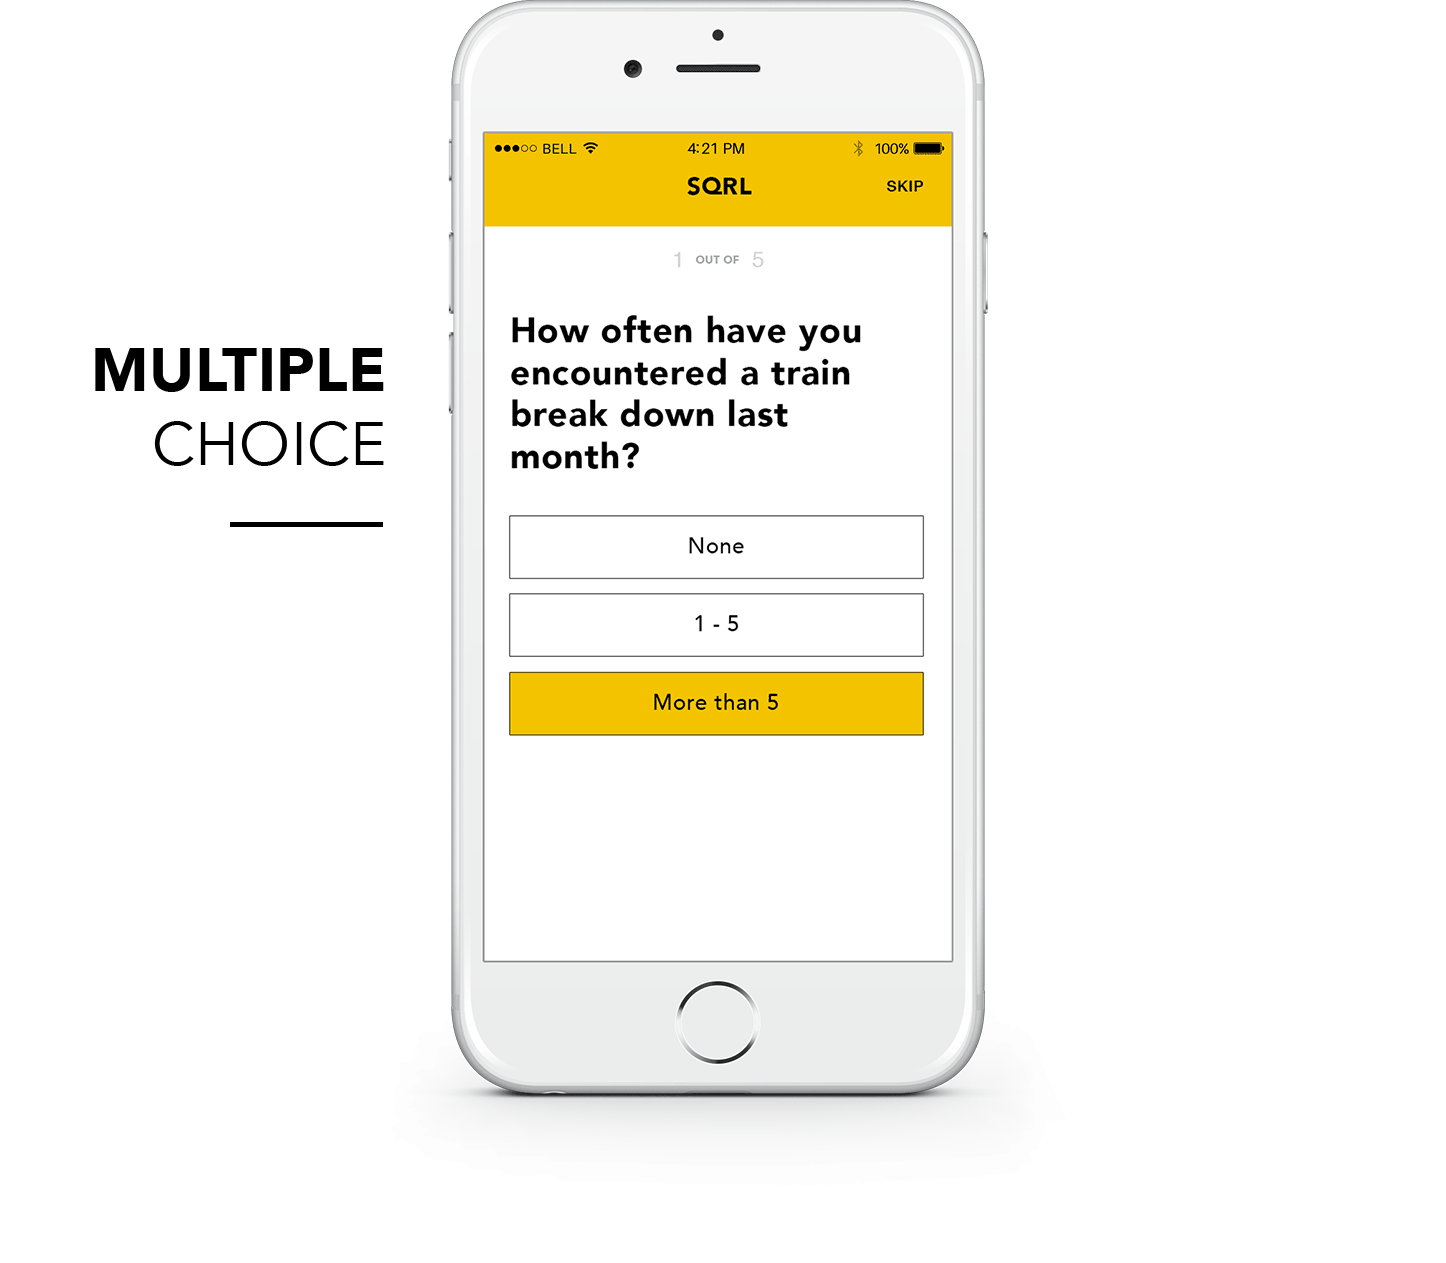 MULTIPLE
CHOICE
BELL 4:21 PM 100%
SQRL SKIP
1 OUT OF 5
How often have you
encountered a train
break down last
month?
None
1 - 5
More than 5